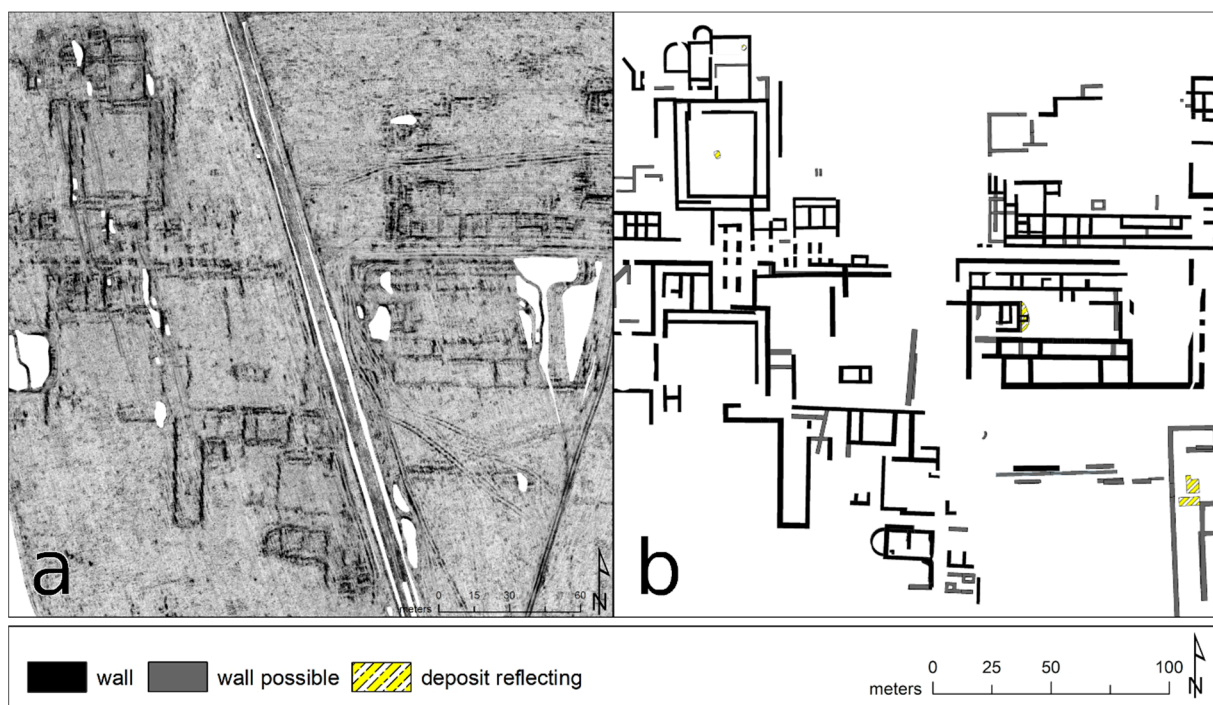 a
meters 0 15 30 60
N
b
wall
wall possible
deposit reflecting
0 25 50 100
meters
N